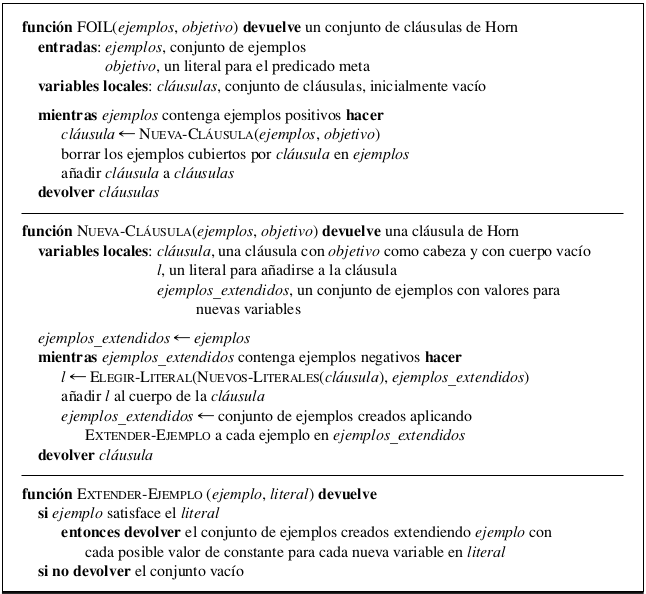 función FOIL(ejemplos, objetivo) devuelve un conjunto de cláusulas de Horn
entradas: ejemplos, conjunto de ejemplos
objetivo, un literal para el predicado meta
variables locales: cláusulas, conjunto de cláusulas, inicialmente vacío
mientras ejemplos contenga ejemplos positivos hacer
cláusula ← NUEVA-CLÁUSULA(ejemplos, objetivo)
borrar los ejemplos cubiertos por cláusula en ejemplos
añadir cláusula a cláusulas
devolver cláusulas
función NUEVA-CLÁUSULA(ejemplos, objetivo) devuelve una cláusula de Horn
variables locales: cláusula, una cláusula con objetivo como cabeza y con cuerpo vacío
l, un literal para añadirse a la cláusula
ejemplos_extendidos, un conjunto de ejemplos con valores para
nuevas variables
ejemplos_extendidos ← ejemplos
mientras ejemplos_extendidos contenga ejemplos negativos hacer
l ← ELEGIR-LITERAL(NUEVOS-LITERALES(cláusula), ejemplos_extendidos)
añadir l al cuerpo de la cláusula
ejemplos_extendidos ← conjunto de ejemplos creados aplicando
EXTENDER-EJEMPLO a cada ejemplo en ejemplos_extendidos
devolver cláusula
función EXTENDER-EJEMPLO (ejemplo, literal) devuelve
si ejemplo satisface el literal
entonces devolver el conjunto de ejemplos creados extendiendo ejemplo con
cada posible valor de constante para cada nueva variable en literal
si no devolver el conjunto vacío